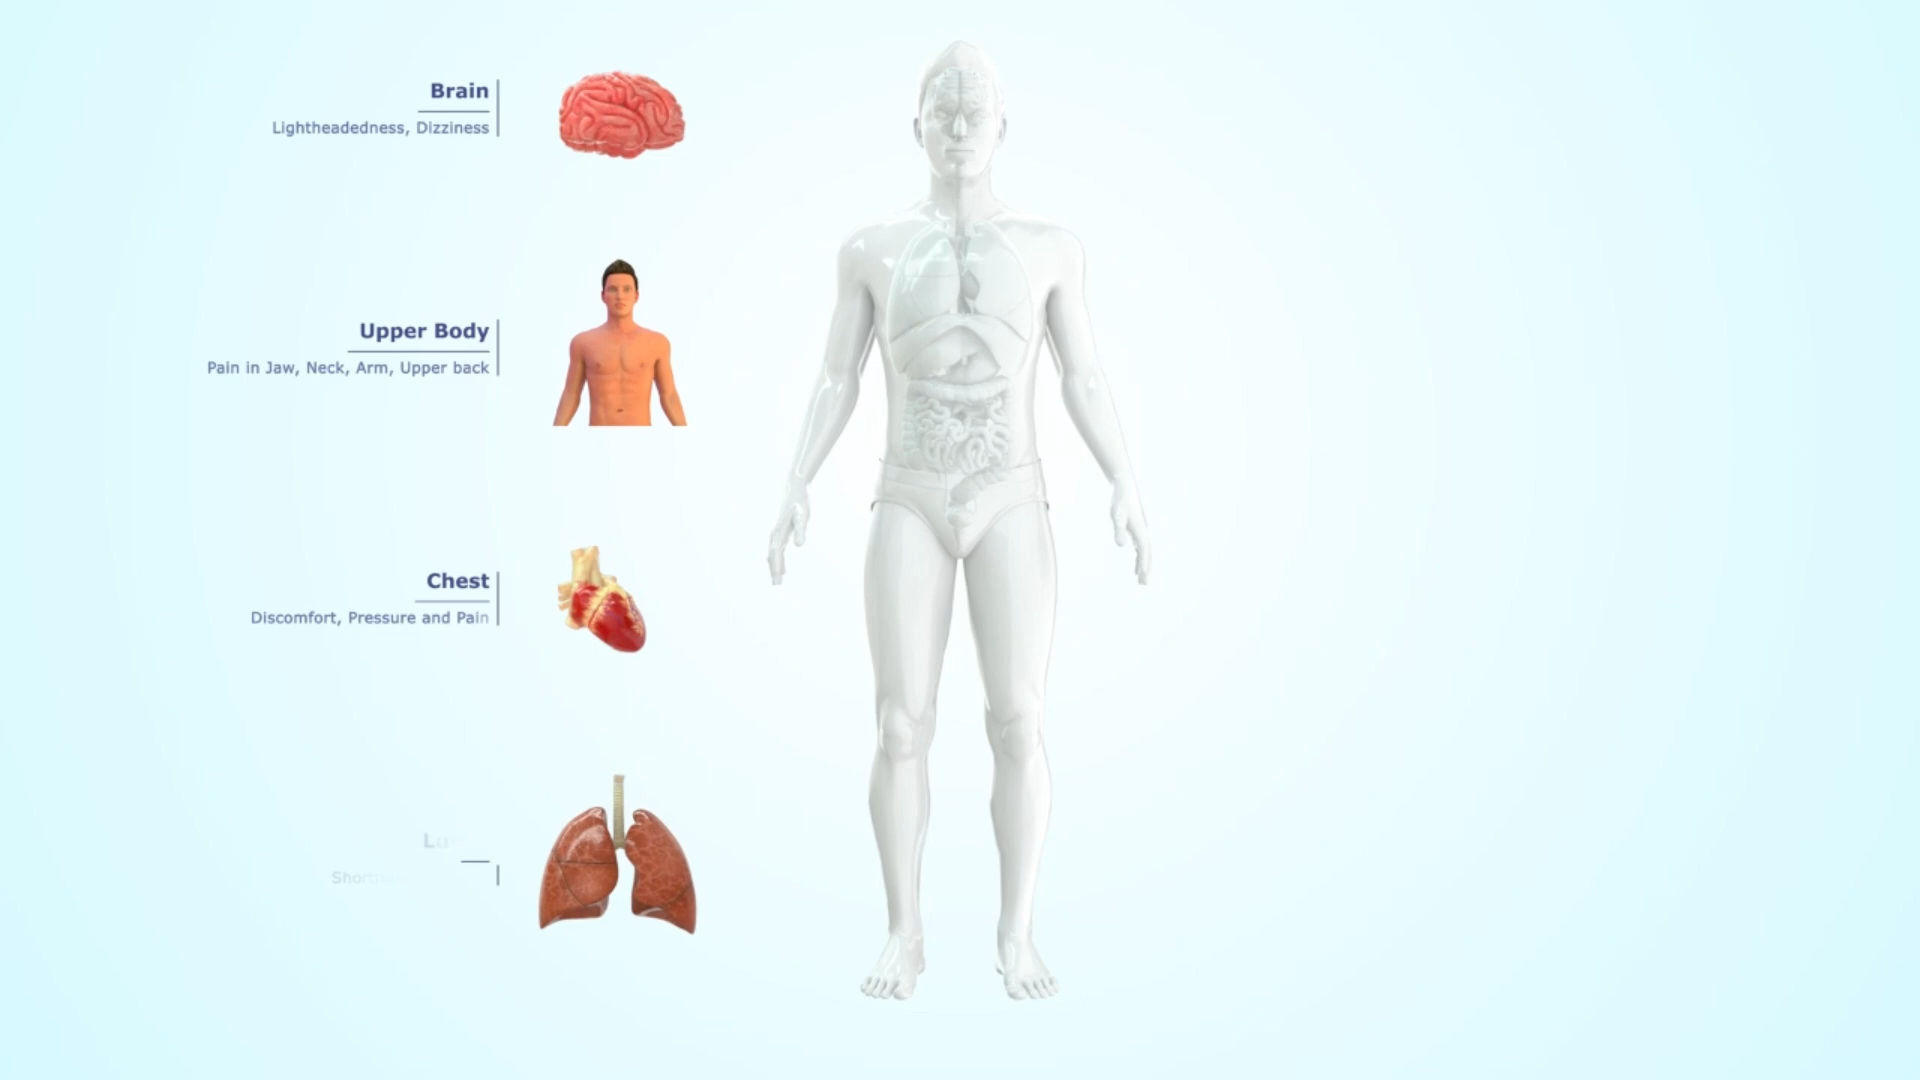 Brain
Lightheadedness, Dizziness
Upper Body
Pain in Jaw, Neck, Arm, Upper back
Chest
Discomfort, Pressure and Pain